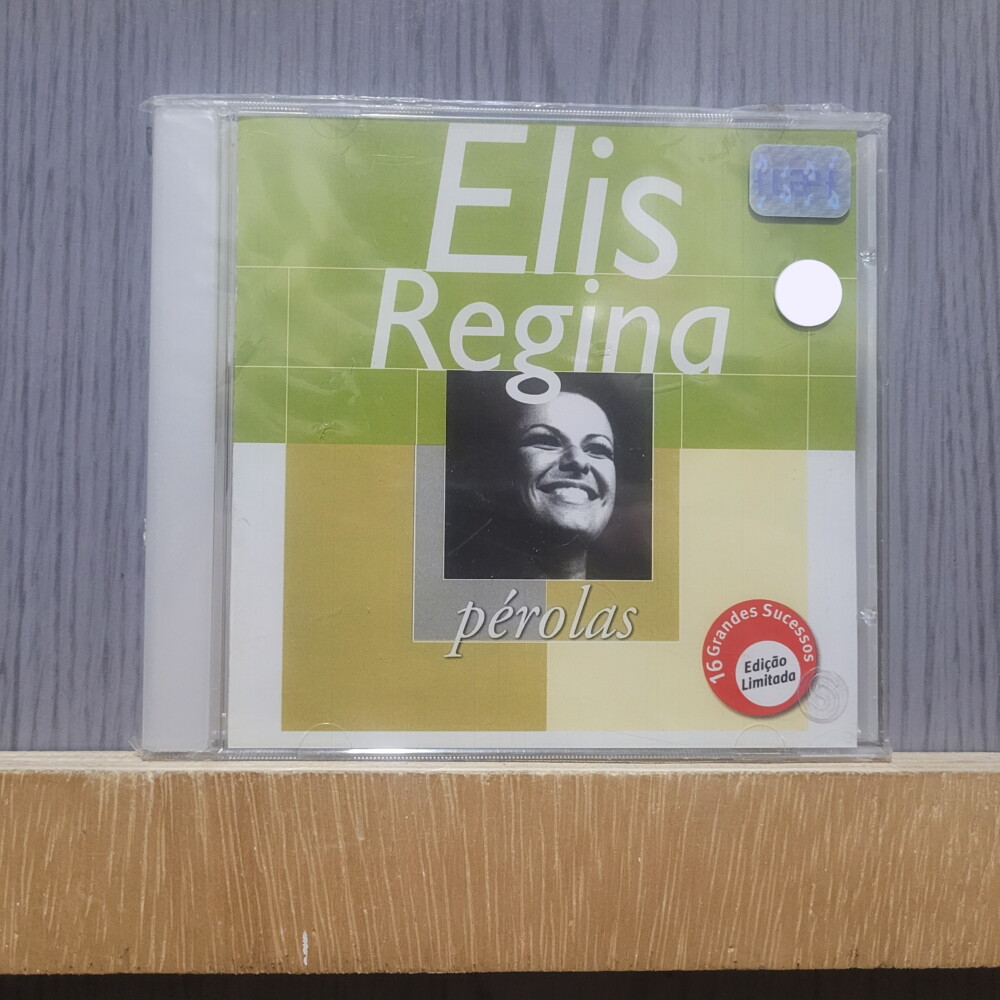 Elis
Regina
pérolas
16 Grandes Sucessos
Edição
Limitada